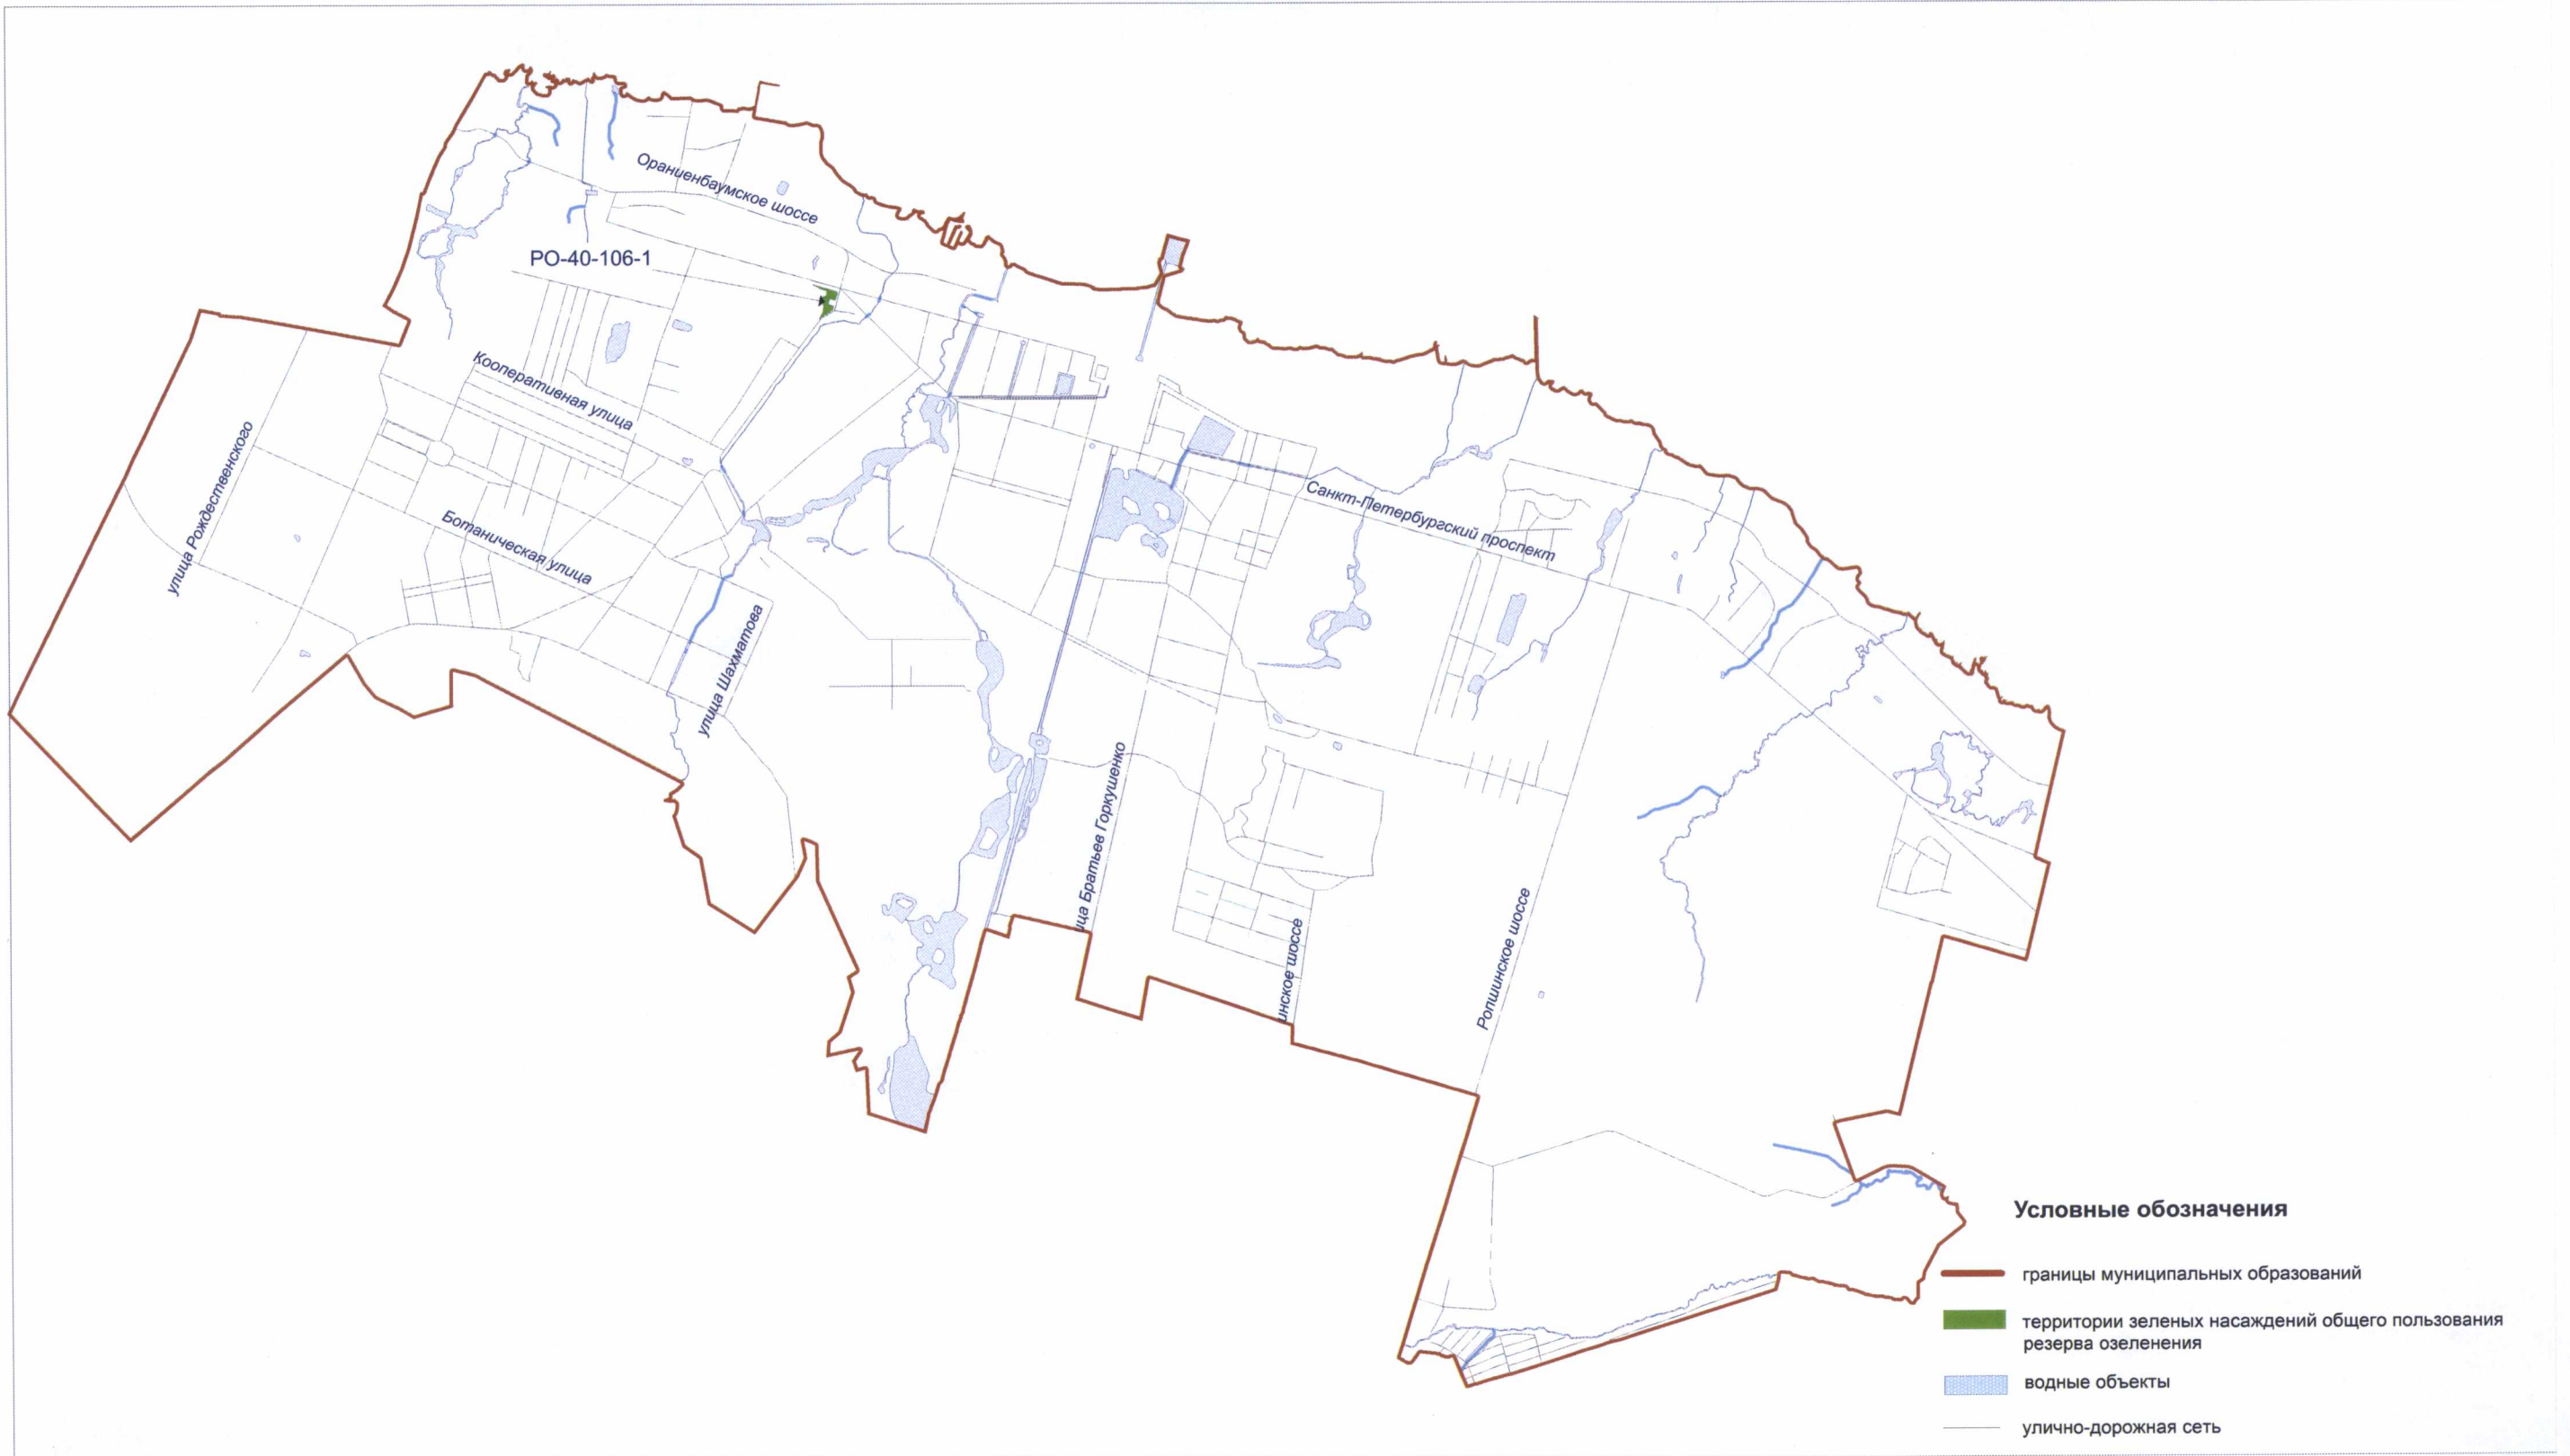 Ораниенбаумское шоссе
РО-40-106-1
Кооперативная улица
улица Рождественского
Санкт-Петербургский проспект
Ботаническая улица
улица Шахматова
ица Братьев Горкушенко
Ропшинское шоссе
инское шоссе
Условные обозначения
границы муниципальных образований
территории зеленых насаждений общего пользования
резерва озеленения
водные объекты
улично-дорожная сеть